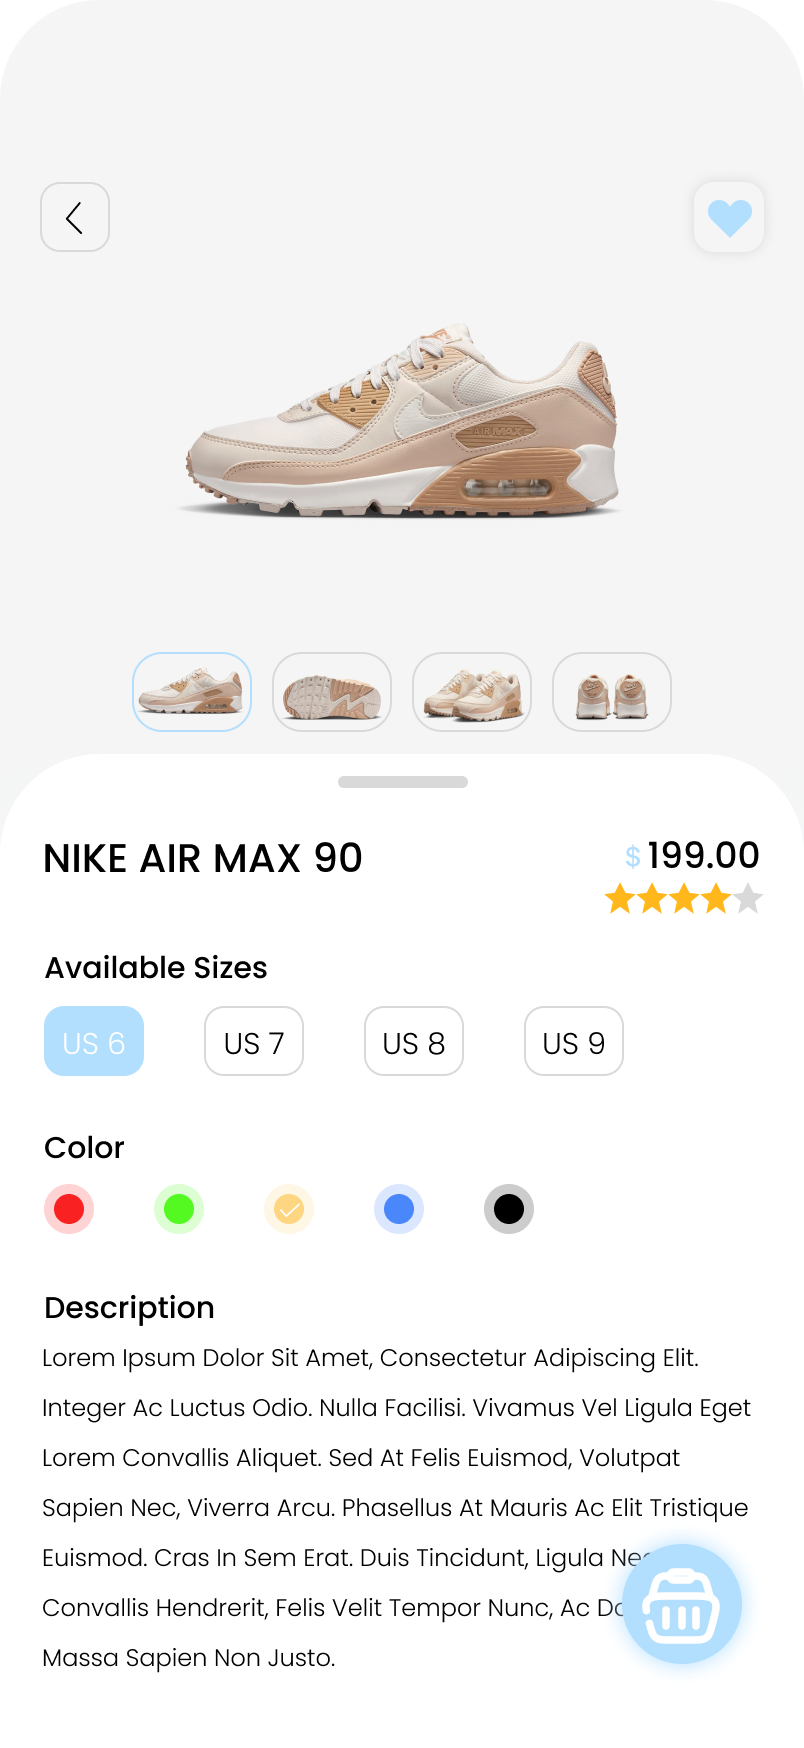 AIR MAX
NIKE AIR MAX 90
$ 199.00
Available Sizes
US 6 US 7 US 8 US 9
Color
Description
Lorem Ipsum Dolor Sit Amet, Consectetur Adipiscing Elit.
Integer Ac Luctus Odio. Nulla Facilisi. Vivamus Vel Ligula Eget
Lorem Convallis Aliquet. Sed At Felis Euismod, Volutpat
Sapien Nec, Viverra Arcu. Phasellus At Mauris Ac Elit Tristique
Euismod. Cras In Sem Erat. Duis Tincidunt, Ligula
Convallis Hendrerit, Felis Velit Tempor Nunc, Ac
Massa Sapien Non Justo.